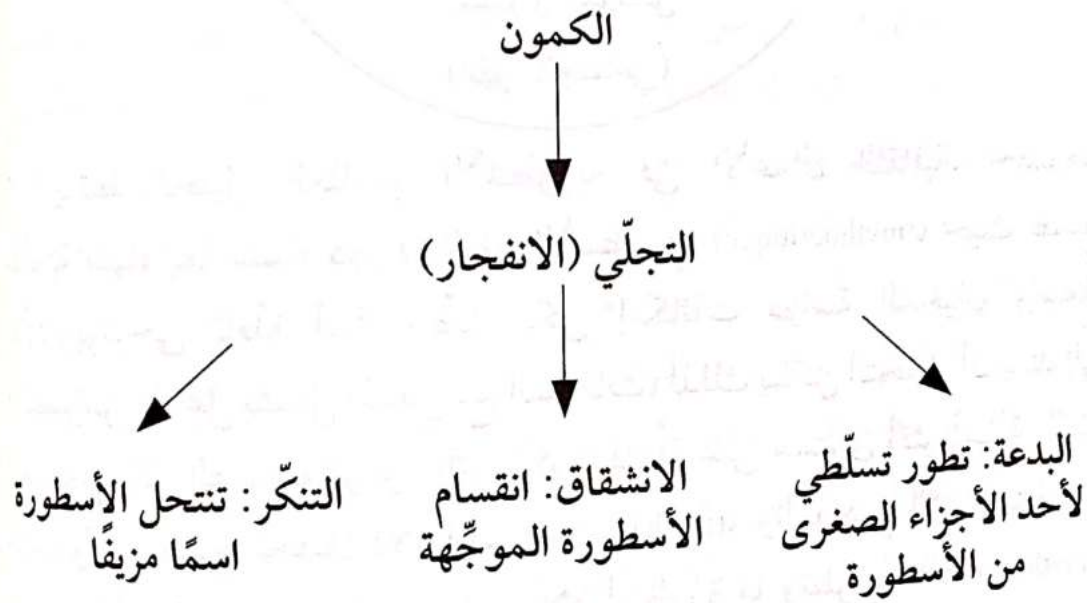 الكمون
التجلّي (الانفجار)
البدعة: تطور تسلّطي
لأحد الأجزاء الصغرى
من الأسطورة
الانشقاق: انقسام
الأسطورة الموجِّهة
التنكّر: تنتحل الأسطورة
اسمًا مزيفًا